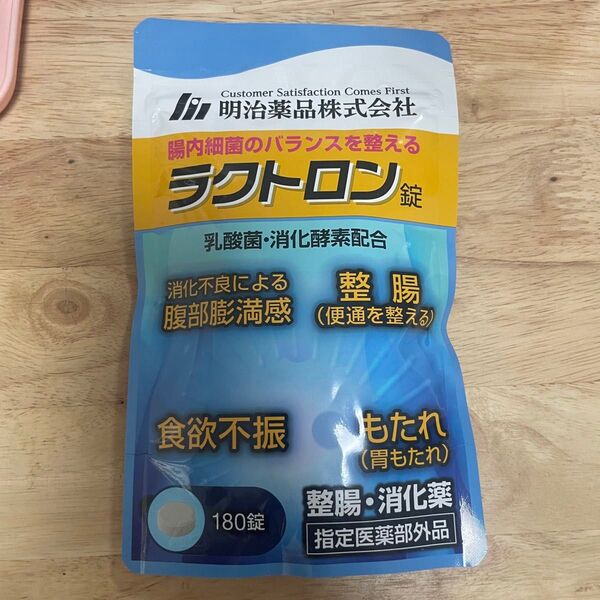 Customer Satisfaction Comes First
明治薬品株式会社
腸内細菌のバランスを整える
ラクトロン錠
乳酸菌・消化酵素配合
消化不良による
腹部膨満感
整腸
(便通を整える)
食欲不振
もたれ
(胃もたれ)
180錠
整腸・消化薬
指定医薬部外品